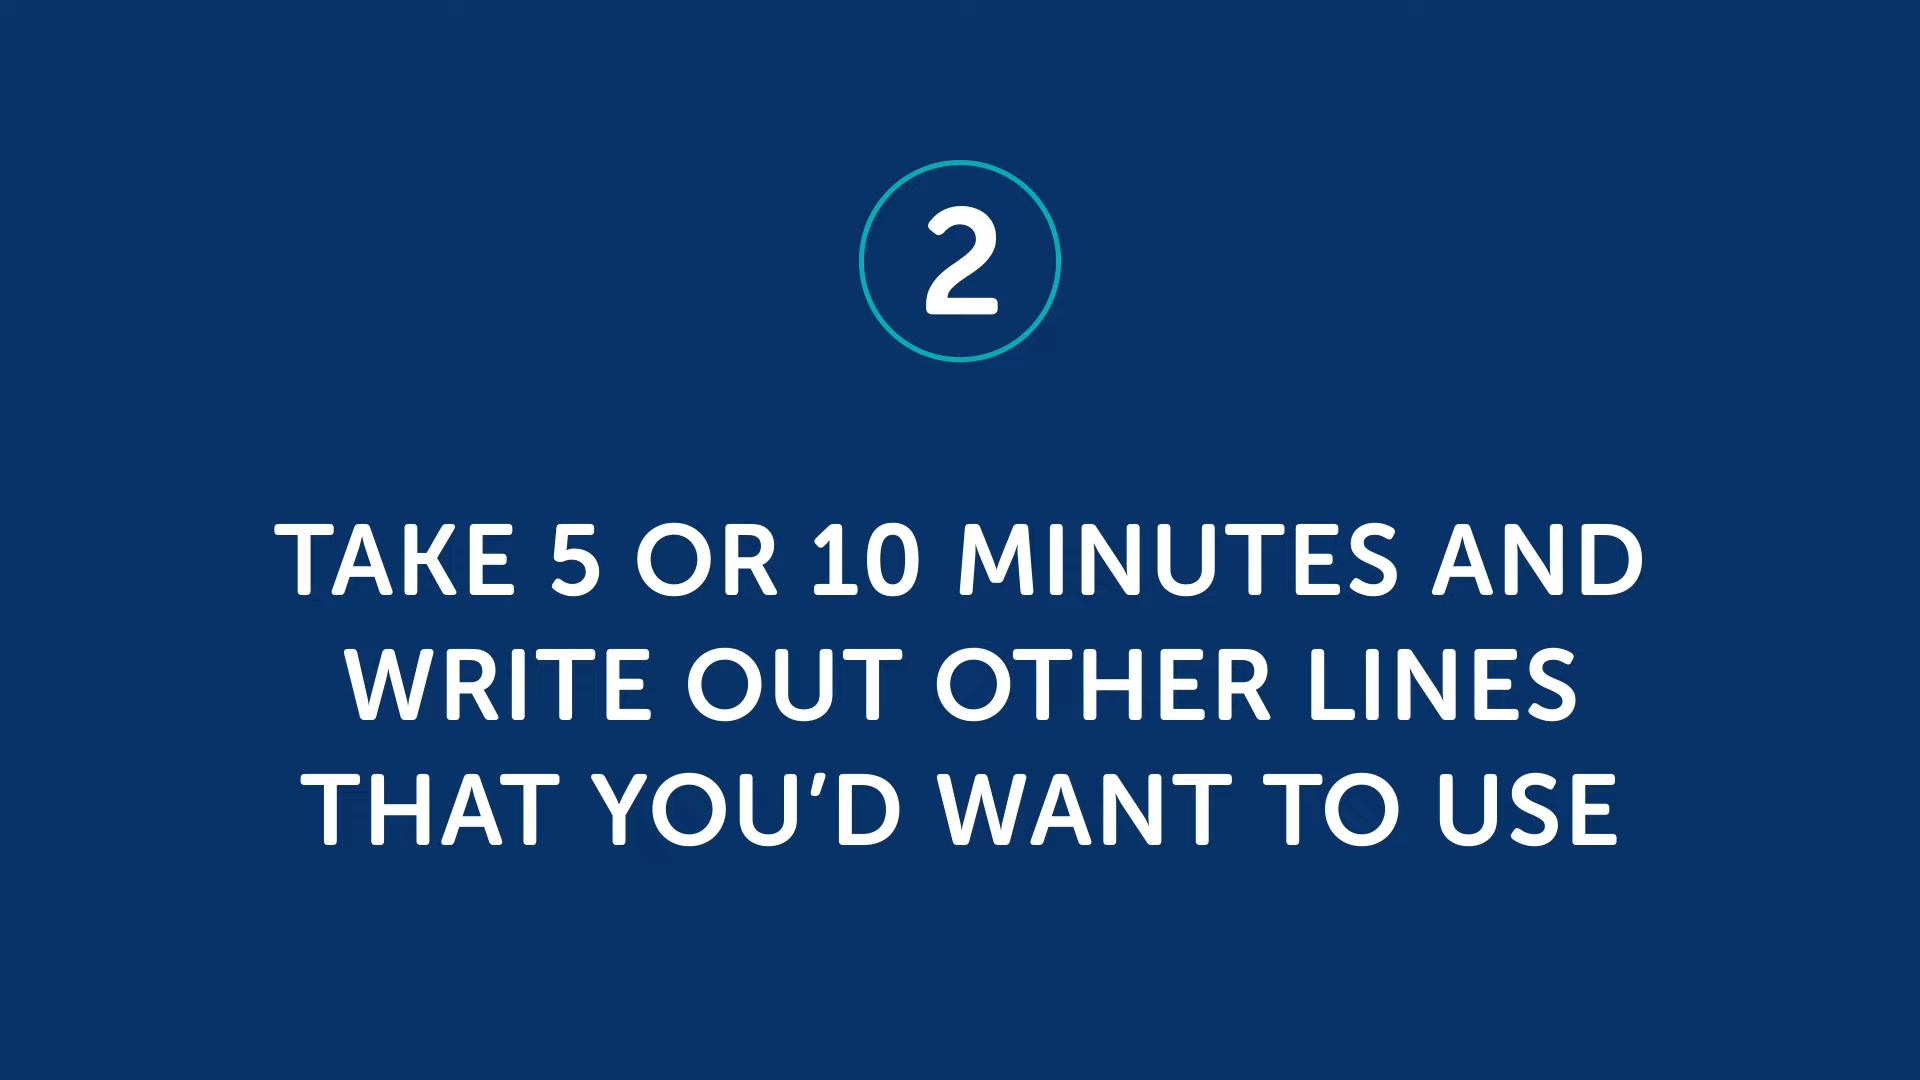 2
TAKE 5 OR 10 MINUTES AND
WRITE OUT OTHER LINES
THAT YOU’D WANT TO USE